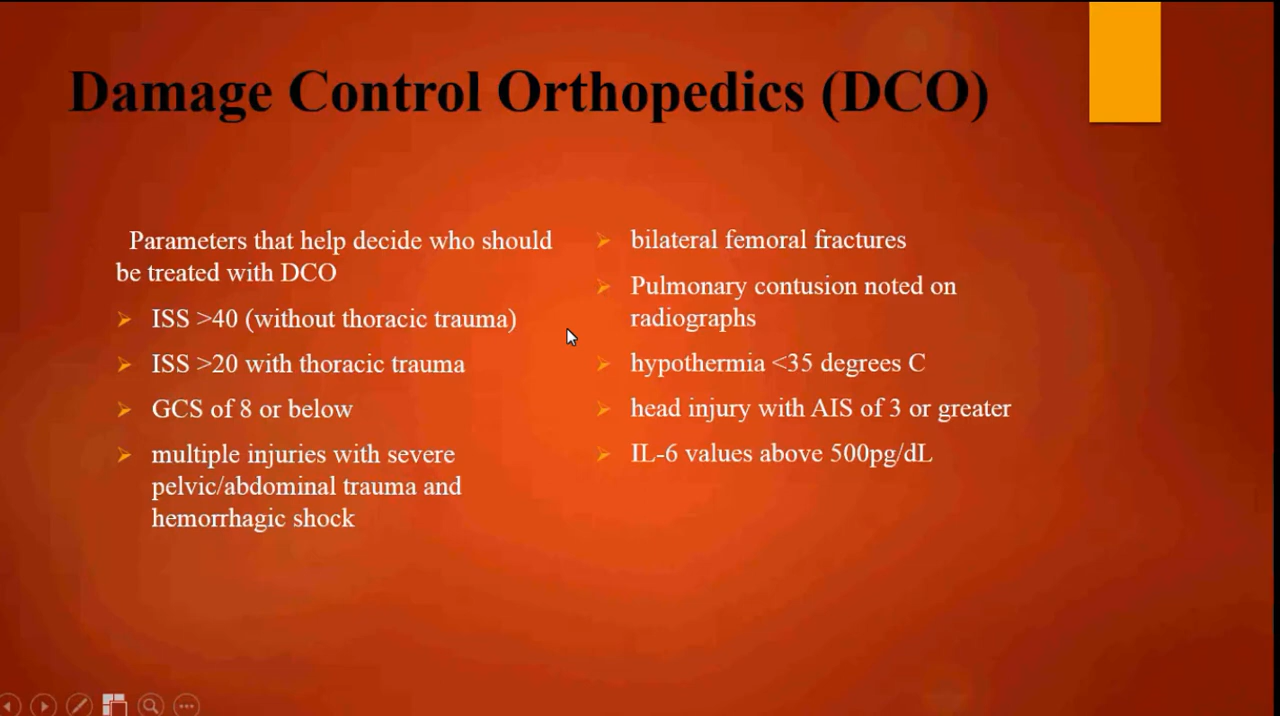 Damage Control Orthopedics (DCO)
Parameters that help decide who should
be treated with DCO
ISS >40 (without thoracic trauma)
ISS >20 with thoracic trauma
GCS of 8 or below
multiple injuries with severe
pelvic/abdominal trauma and
hemorrhagic shock
bilateral femoral fractures
Pulmonary contusion noted on
radiographs
hypothermia <35 degrees C
head injury with AIS of 3 or greater
IL-6 values above 500pg/dL